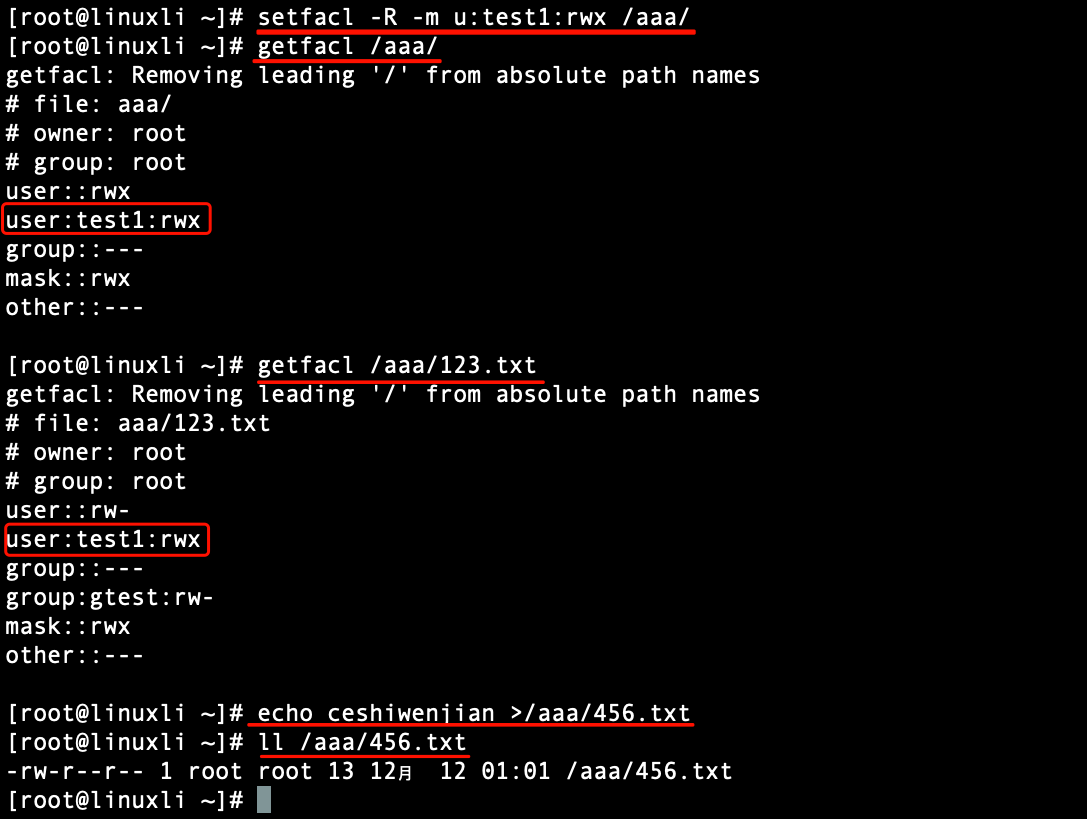 [root@linuxli ~]# setfacl -R -m u:test1:rwx /aaa/
[root@linuxli ~]# getfacl /aaa/
getfacl: Removing leading '/' from absolute path names
# file: aaa/
# owner: root
# group: root
user::rwx
user:test1:rwx
group::---
mask::rwx
other::---
[root@linuxli ~]# getfacl /aaa/123.txt
getfacl: Removing leading '/' from absolute path names
# file: aaa/123.txt
# owner: root
# group: root
user::rw-
user:test1:rwx
group::---
group:gtest:rw-
mask::rwx
other::---
[root@linuxli ~]# echo ceshiwenjian >/aaa/456.txt
[root@linuxli ~]# ll /aaa/456.txt
-rw-r--r-- 1 root root 13 12月  12 01:01 /aaa/456.txt
[root@linuxli ~]#